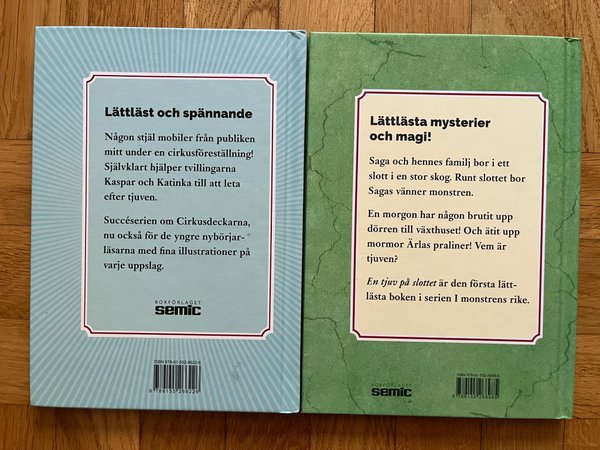 Lättläst och spännande
Någon stjäl mobiler från publiken
mitt under en cirkusföreställning!
Självklart hjälper tvillingarna
Kaspar och Katinka till att leta
efter tjuven.
Succéserien om Cirkusdeckarna,
nu också för de yngre nybörjar-
läsarna med fina illustrationer på
varje uppslag.
BOKFÖRLAGET
semic
Lättlästa mysterier
och magi!
Saga och hennes familj bor i ett
slott i en stor skog. Runt slottet bor
Sagas vänner monstren.
En morgon har någon brutit upp
dörren till växthuset! Och ätit upp
mormor Ärlas praliner! Vem är
tjuven?
En tjuv på slottet är den första lätt-
lästa boken i serien I monstrens rike.
BOKFÖRLAGET
semic